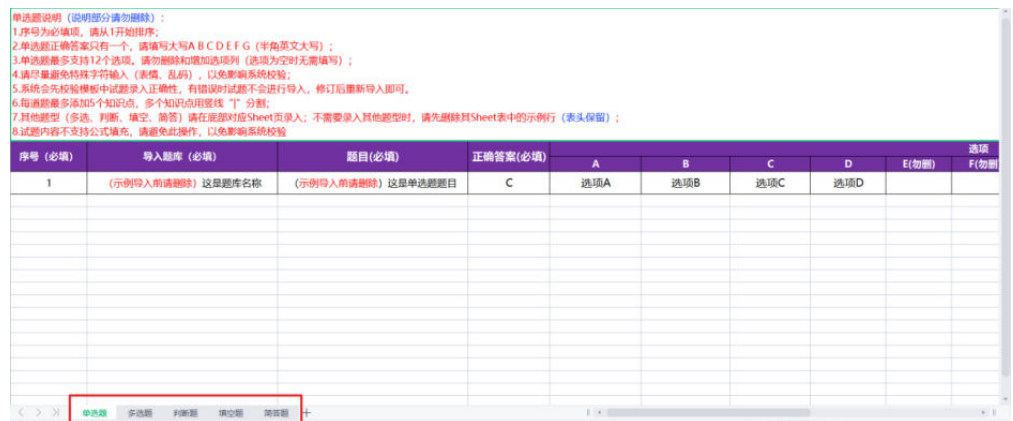 单选题说明（说明部分请勿删除）：
1.序号为必填项，请从1开始排序；
2.单选题正确答案只有一个，请填写大写A B C D E F G（半角英文大写）；
3.单选题最多支持12个选项，请勿删除和增加选项列（选项为空时无需填写）；
4.请尽量避免特殊字符输入（表情、乱码），以免影响系统校验；
5.系统会先校验模板中试题录入正确性，有错误时试题不会进行导入，修订后重新导入即可。
6.每道题最多添加5个知识点，多个知识点用竖线“|”分割；
7.其他题型（多选、判断、填空、简答）请在底部对应Sheet页录入；不需要录入其他题型时，请先删除其Sheet表中的示例行（表头保留）；
8.试题内容不支持公式填充，请避免此操作，以免影响系统校验
序号（必填） 导入题库（必填） 题目(必填) 正确答案(必填) 选项
A B C D E(勿删) F(勿删
1 （示例导入前请删除）这是题库名称 （示例导入前请删除）这是单选题题目 C 选项A 选项B 选项C 选项D
单选题 多选题 判断题 填空题 简答题